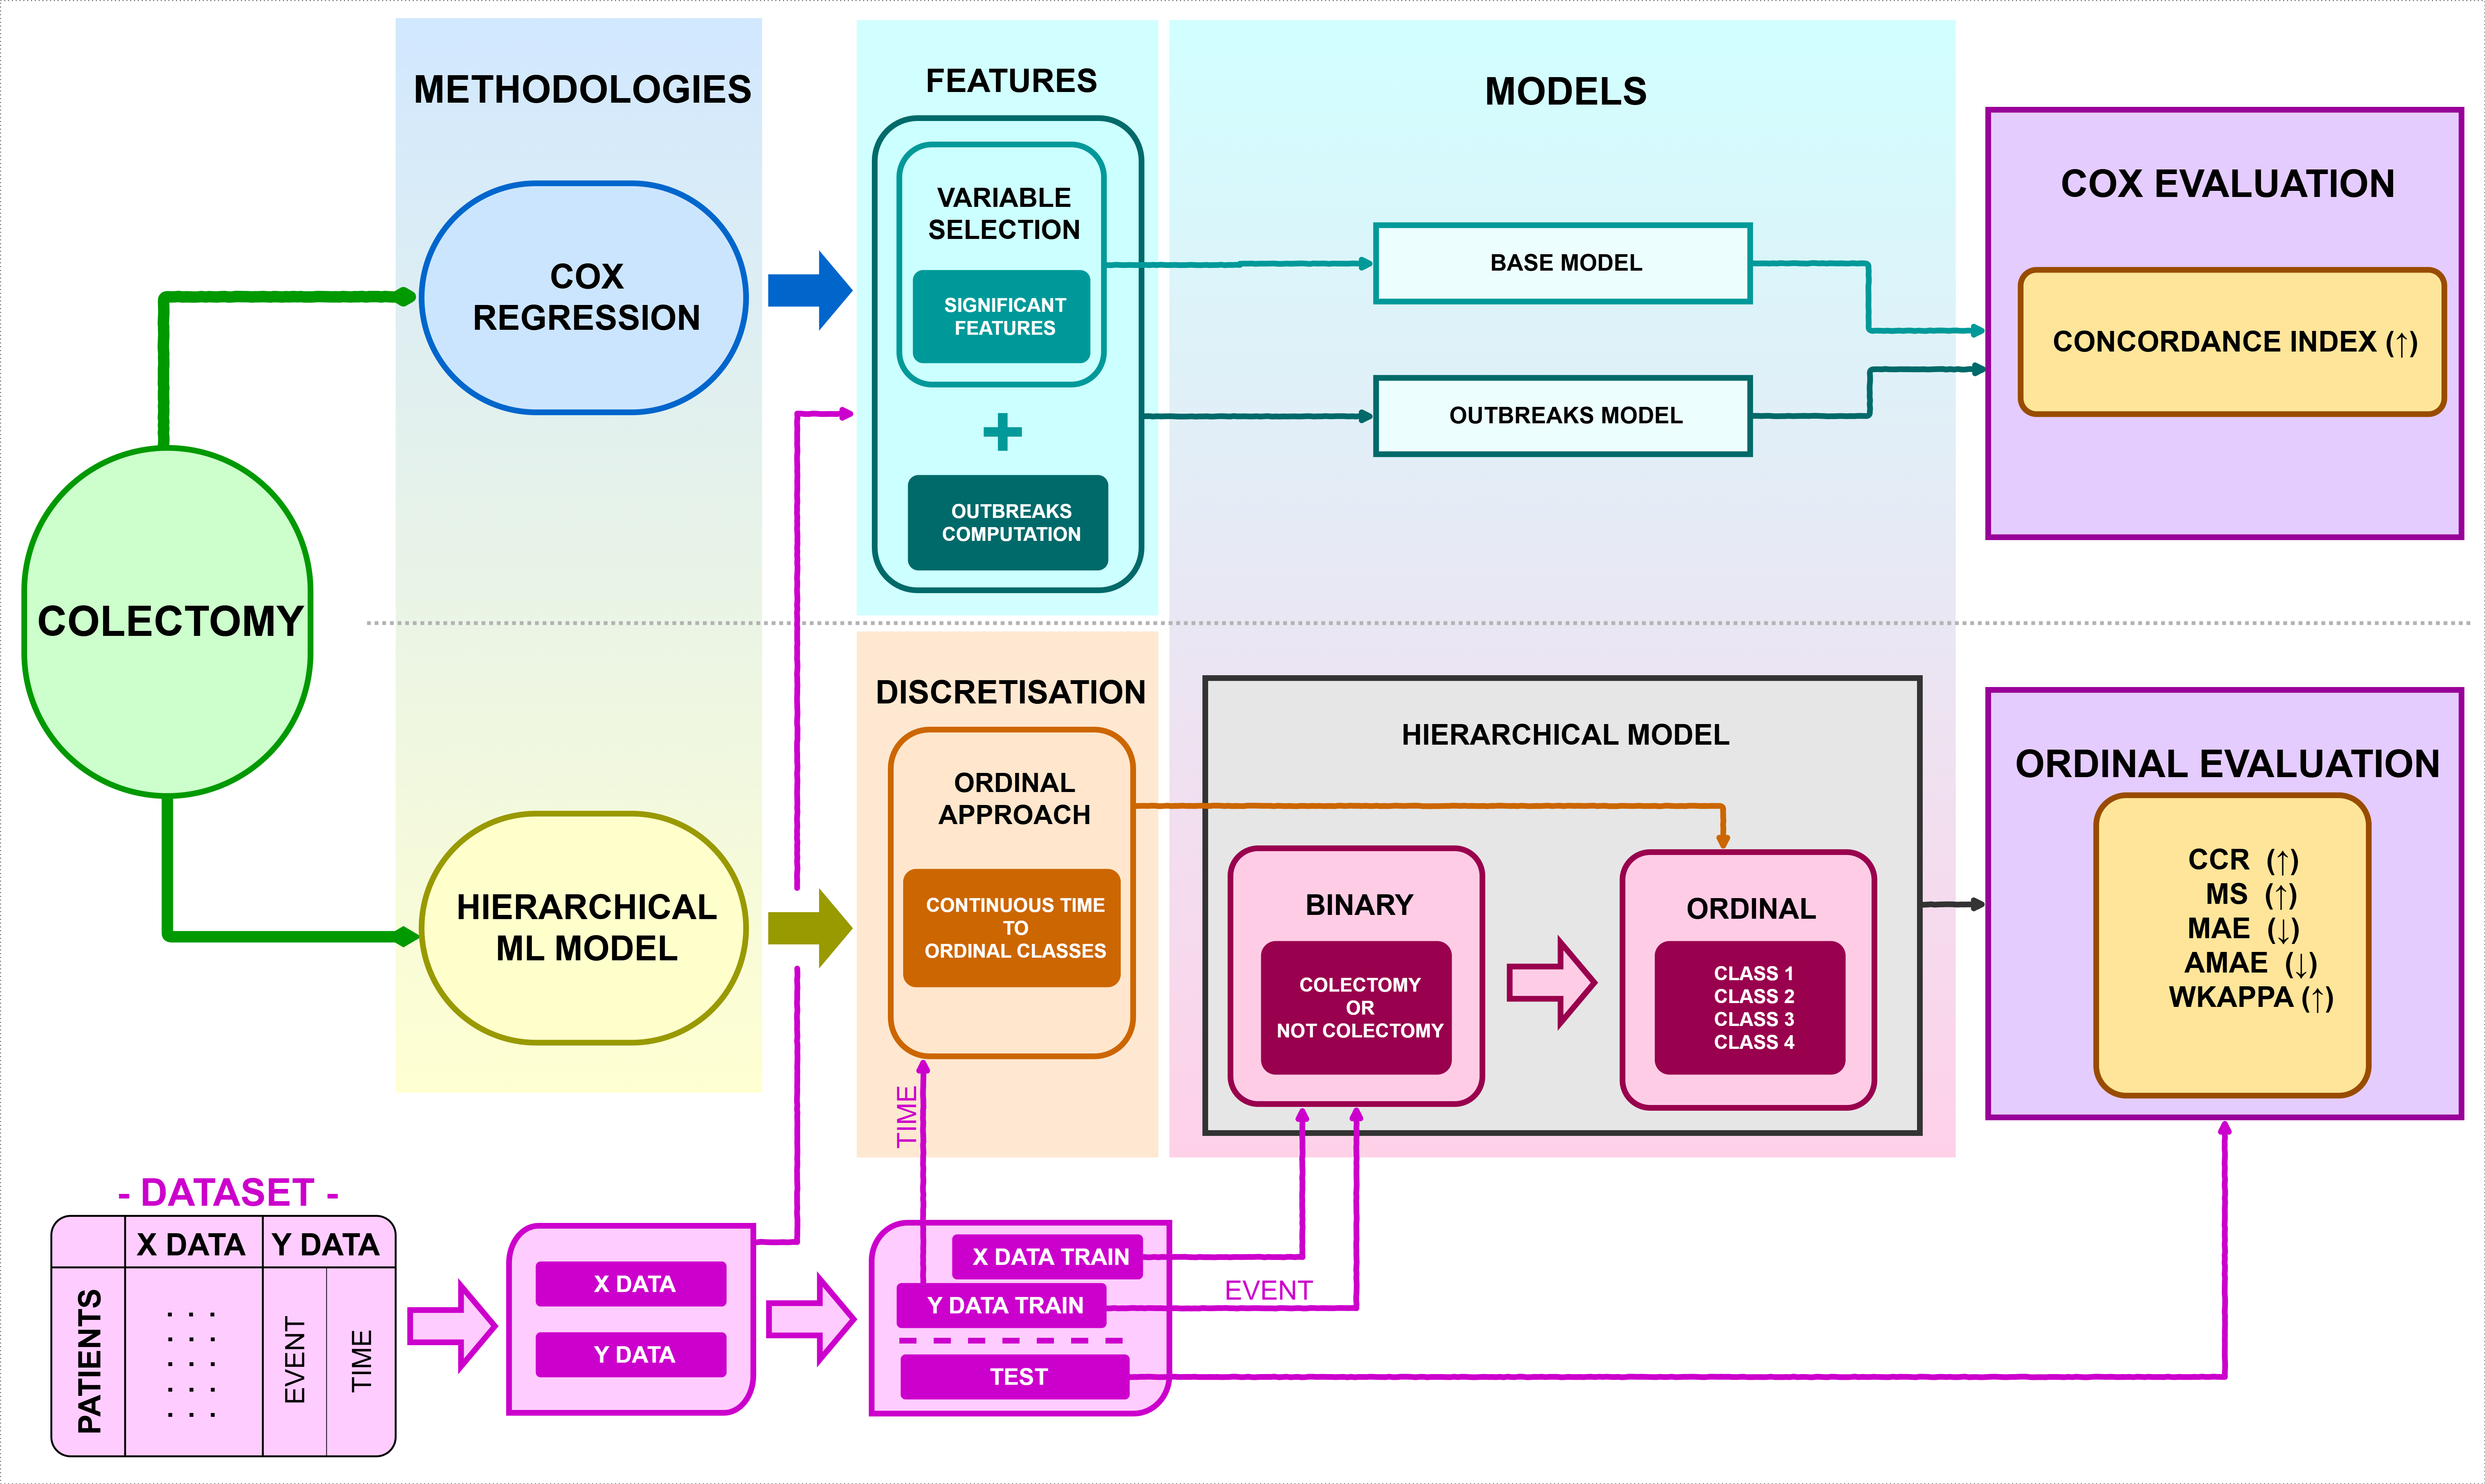 METHODOLOGIES
FEATURES
MODELS
COX
REGRESSION
VARIABLE
SELECTION
SIGNIFICANT
FEATURES
OUTBREAKS
COMPUTATION
BASE MODEL
OUTBREAKS MODEL
COX EVALUATION
CONCORDANCE INDEX (↑)
COLECTOMY
HIERARCHICAL
ML MODEL
DISCRETISATION
ORDINAL
APPROACH
CONTINUOUS TIME
TO
ORDINAL CLASSES
HIERARCHICAL MODEL
BINARY
COLECTOMY
OR
NOT COLECTOMY
ORDINAL
CLASS 1
CLASS 2
CLASS 3
CLASS 4
ORDINAL EVALUATION
CCR (↑)
MS (↑)
MAE (↓)
AMAE (↓)
WKAPPA (↑)
- DATASET -
X DATA
Y DATA
PATIENTS
. . .
. . .
. . .
. . .
. . .
EVENT
TIME
X DATA
Y DATA
TIME
X DATA TRAIN
Y DATA TRAIN
EVENT
TEST